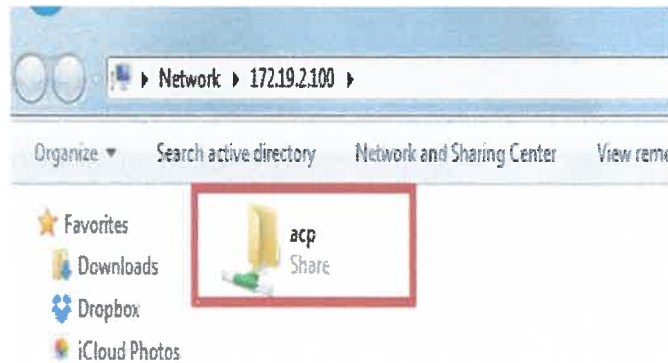 Network 172.19.2.100
Organize Search active directory Network and Sharing Center View reme
Favorites
acp
Downloads
Share
Dropbox
iCloud Photos